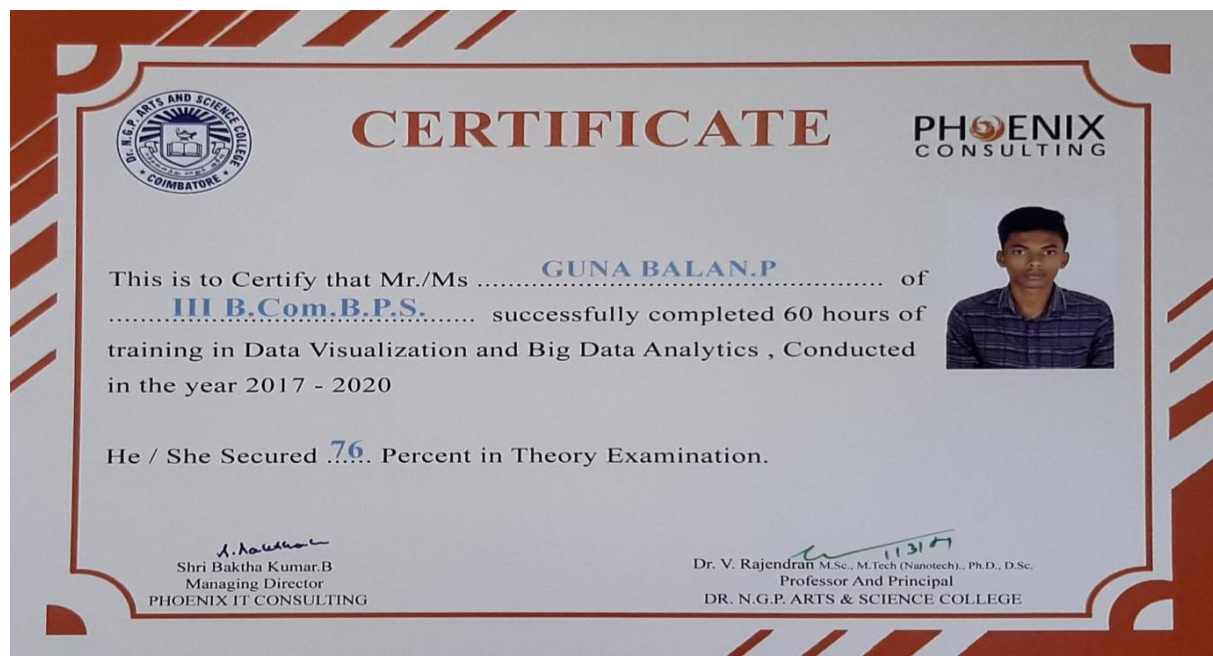 Dr. N.G.P. ARTS AND SCIENCE COLLEGE
* COIMBATORE *
CERTIFICATE
PHOENIX
CONSULTING
This is to Certify that Mr./Ms ....GUNA BALAN.P.... of
....III B.Com.B.P.S..... successfully completed 60 hours of
training in Data Visualization and Big Data Analytics , Conducted
in the year 2017 - 2020
He / She Secured .76. Percent in Theory Examination.
Shri Baktha Kumar.B
Managing Director
PHOENIX IT CONSULTING
Dr. V. Rajendran M.Sc., M.Tech (Nanotech)., Ph.D., D.Sc.
Professor And Principal
DR. N.G.P. ARTS & SCIENCE COLLEGE